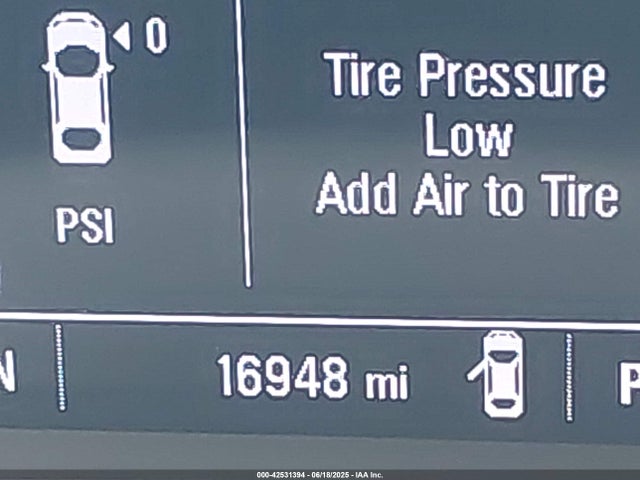 0
PSI
Tire Pressure
Low
Add Air to Tire
N
16948 mi
P
000-42531394 - 06/18/2025 - IAA Inc.